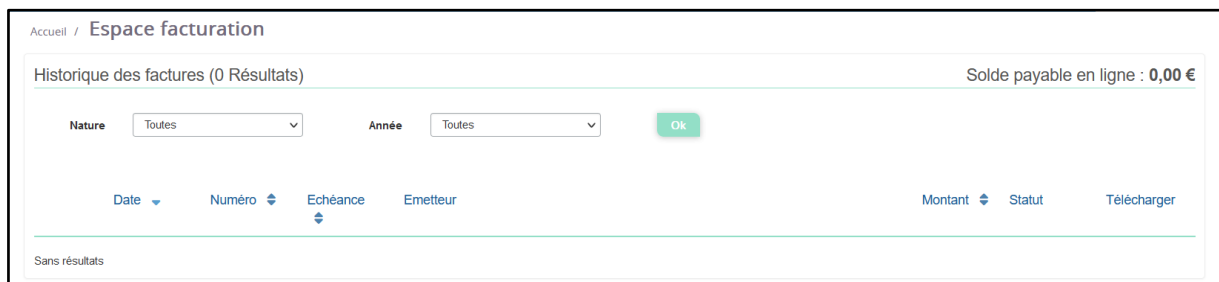 Accueil / Espace facturation
Historique des factures (0 Résultats) Solde payable en ligne : 0,00 €
Nature Toutes Année Toutes Ok
Date Numéro Echéance Emetteur Montant Statut Télécharger
Sans résultats